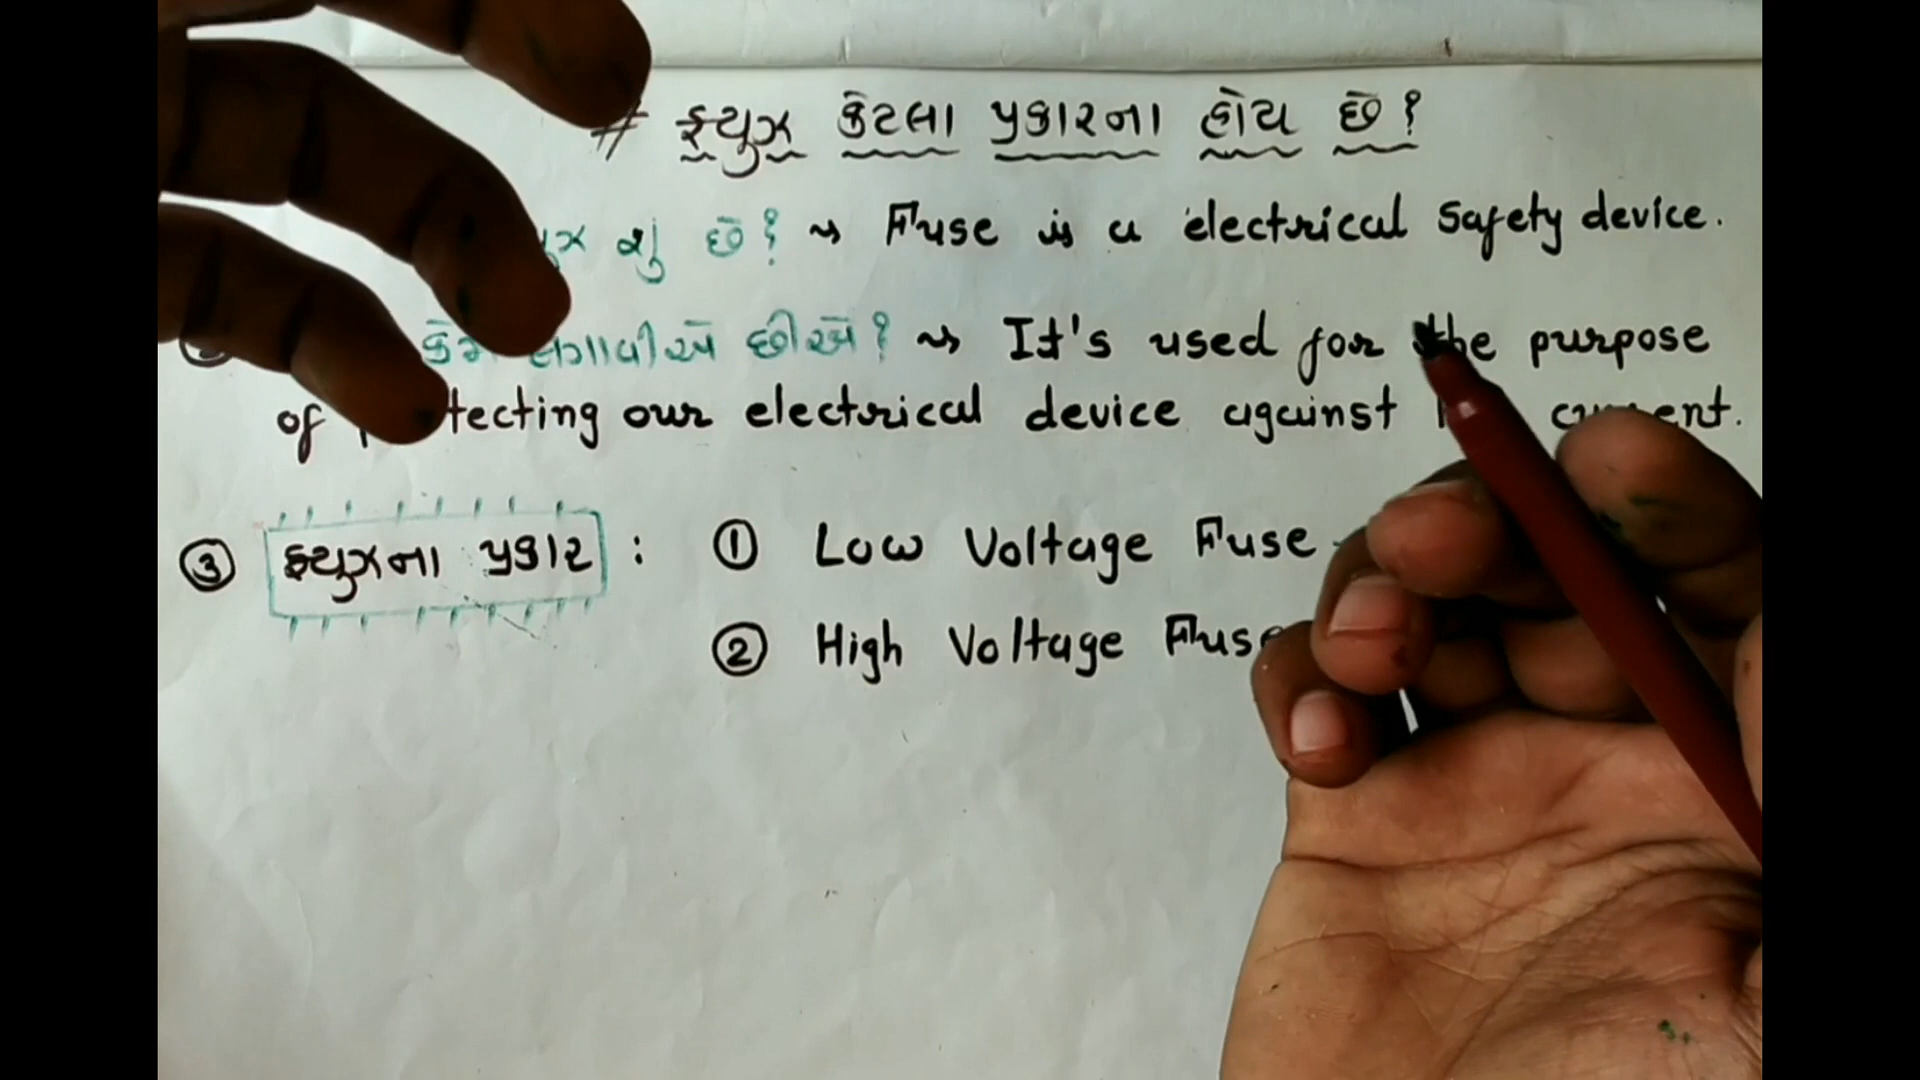 # ફ્યુઝ કેટલા પ્રકારના હોય છે?
શું છે? ~> Fuse is a electrical safety device.
લગાવીએ છીએ? ~> It's used for the purpose
of our electrical device against
③ ફ્યુઝના પ્રકાર : ① Low Voltage Fuse
② High Voltage Fuse